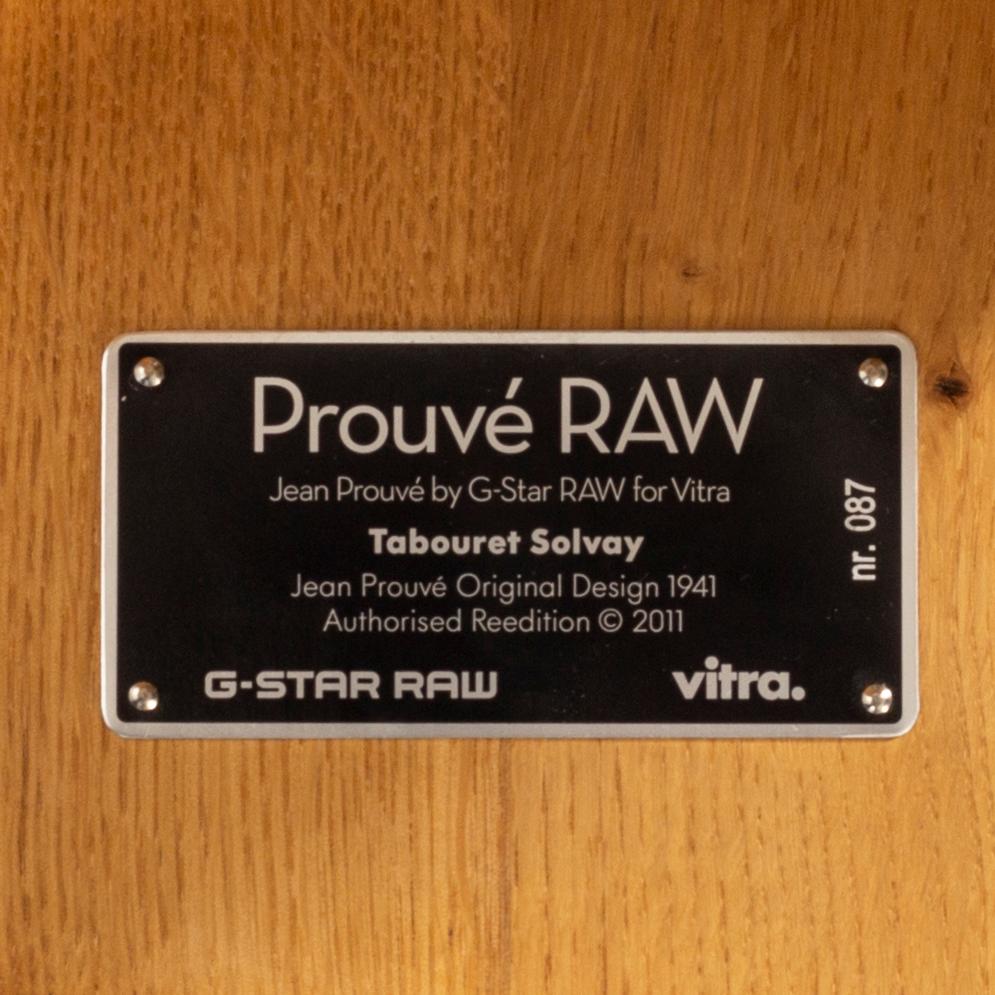 Prouvé RAW
Jean Prouvé by G-Star RAW for Vitra
Tabouret Solvay
Jean Prouvé Original Design 1941
Authorised Reedition © 2011
G-STAR RAW
vitra.
nr. 087